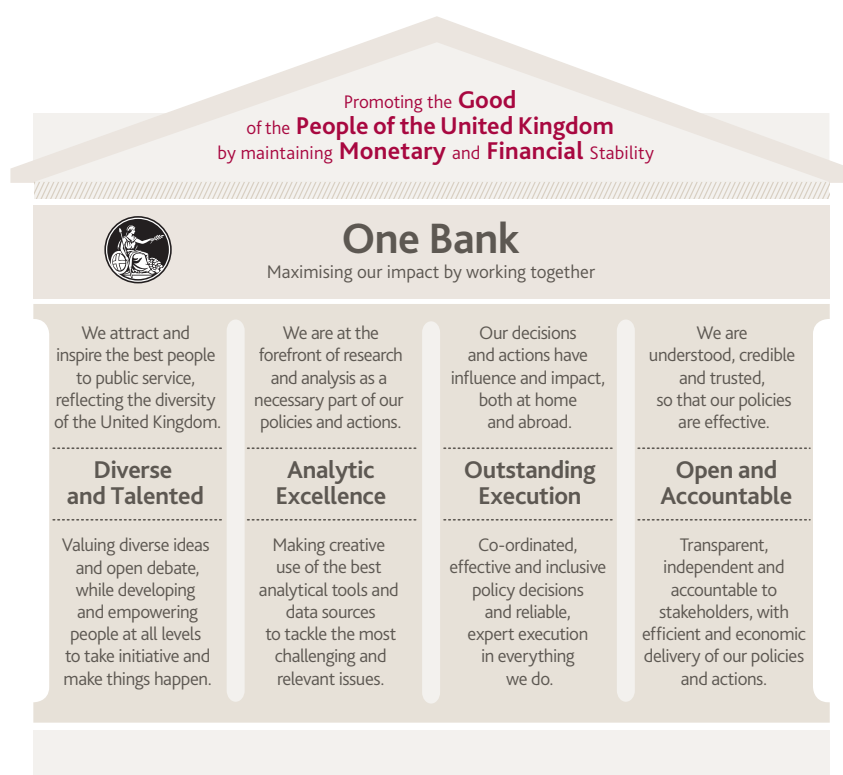 Promoting the Good
of the People of the United Kingdom
by maintaining Monetary and Financial Stability
One Bank
Maximising our impact by working together
We attract and
inspire the best people
to public service,
reflecting the diversity
of the United Kingdom.
Diverse
and Talented
Valuing diverse ideas
and open debate,
while developing
and empowering
people at all levels
to take initiative and
make things happen.
We are at the
forefront of research
and analysis as a
necessary part of our
policies and actions.
Analytic
Excellence
Making creative
use of the best
analytical tools and
data sources
to tackle the most
challenging and
relevant issues.
Our decisions
and actions have
influence and impact,
both at home
and abroad.
Outstanding
Execution
Co-ordinated,
effective and inclusive
policy decisions
and reliable,
expert execution
in everything
we do.
We are
understood, credible
and trusted,
so that our policies
are effective.
Open and
Accountable
Transparent,
independent and
accountable to
stakeholders, with
efficient and economic
delivery of our policies
and actions.